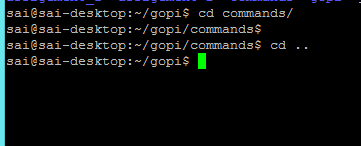 sai@sai-desktop:~/gopi$ cd commands/
sai@sai-desktop:~/gopi/commands$
sai@sai-desktop:~/gopi/commands$ cd ..
sai@sai-desktop:~/gopi$